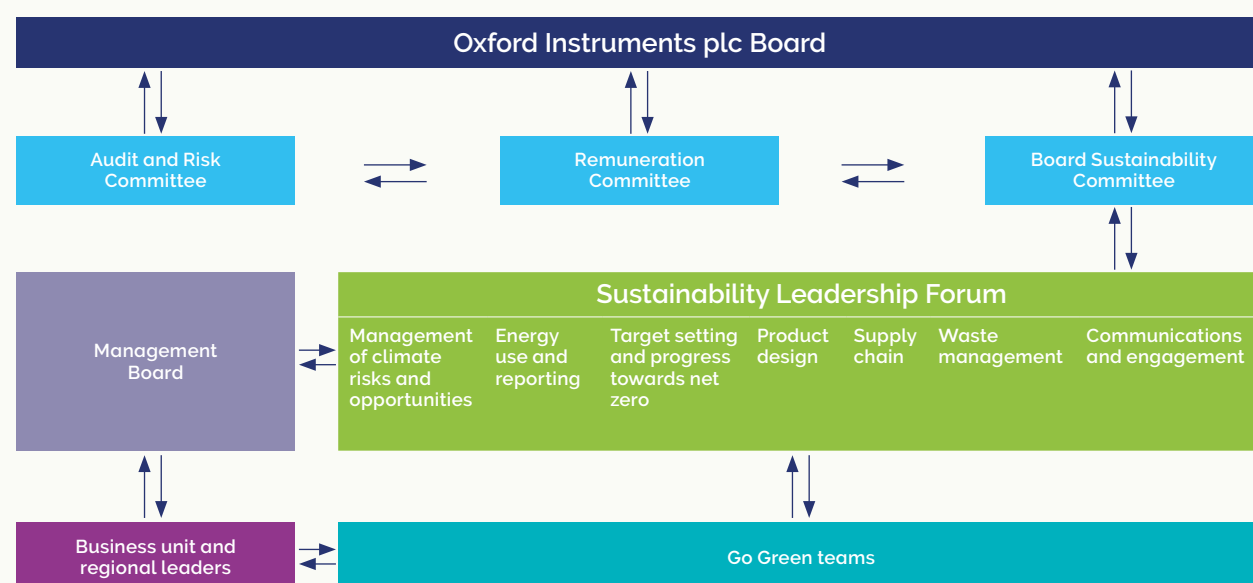 Oxford Instruments plc Board
Audit and Risk
Committee
Remuneration
Committee
Board Sustainability
Committee
Management
Board
Sustainability Leadership Forum
Management
of climate
risks and
opportunities
Energy
use and
reporting
Target setting
and progress
towards net
zero
Product
design
Supply
chain
Waste
management
Communications
and engagement
Business unit and
regional leaders
Go Green teams